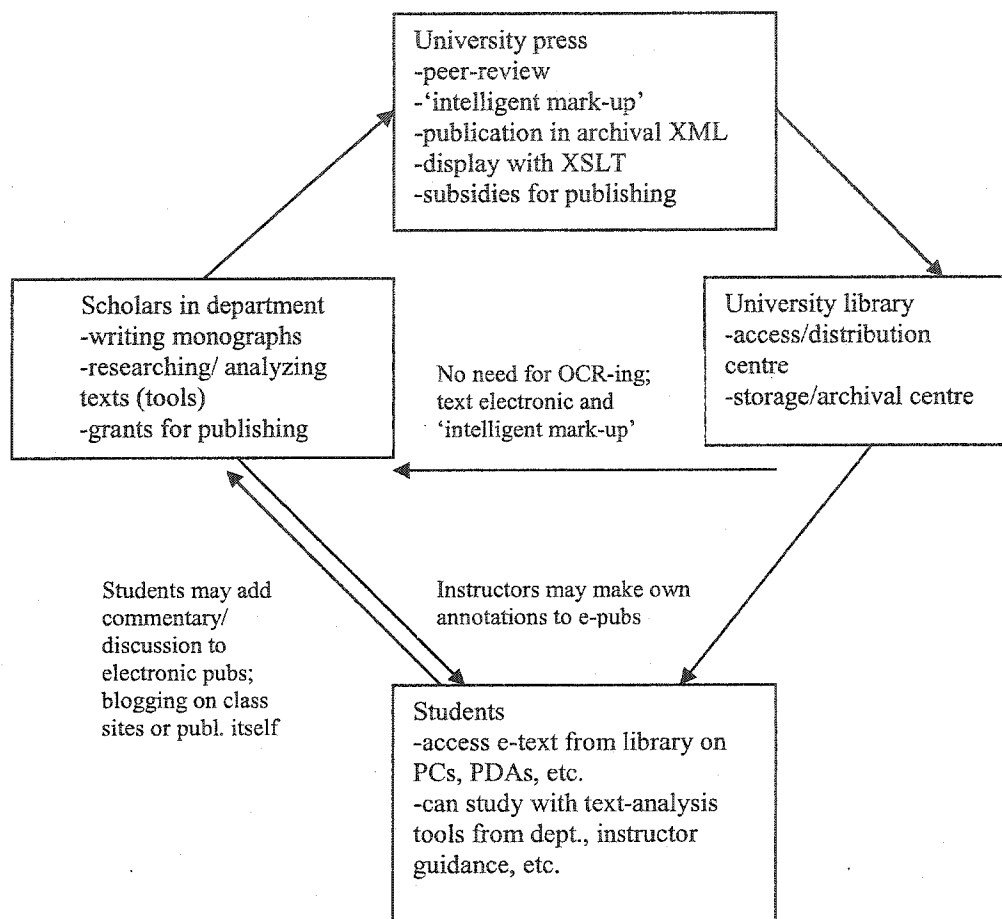 University press
-peer-review
-‘intelligent mark-up’
-publication in archival XML
-display with XSLT
-subsidies for publishing
Scholars in department
-writing monographs
-researching/ analyzing
texts (tools)
-grants for publishing
No need for OCR-ing;
text electronic and
‘intelligent mark-up’
University library
-access/distribution
centre
-storage/archival centre
Students may add
commentary/
discussion to
electronic pubs;
blogging on class
sites or publ. itself
Instructors may make own
annotations to e-pubs
Students
-access e-text from library on
PCs, PDAs, etc.
-can study with text-analysis
tools from dept., instructor
guidance, etc.